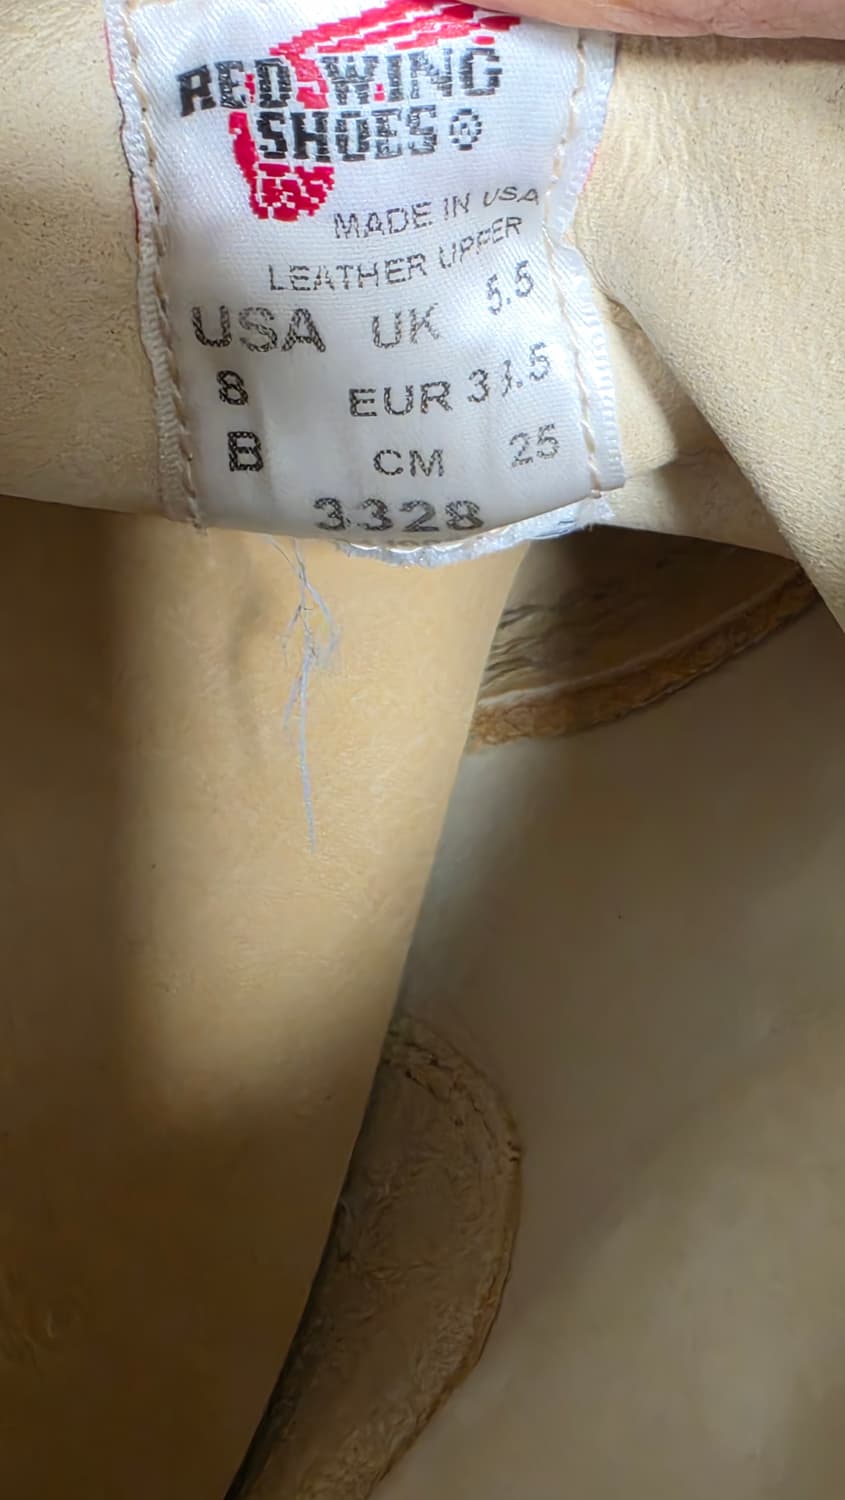 RED WING
SHOES®
MADE IN USA
LEATHER UPPER
USA UK 5.5
8 EUR
B CM 25
3328